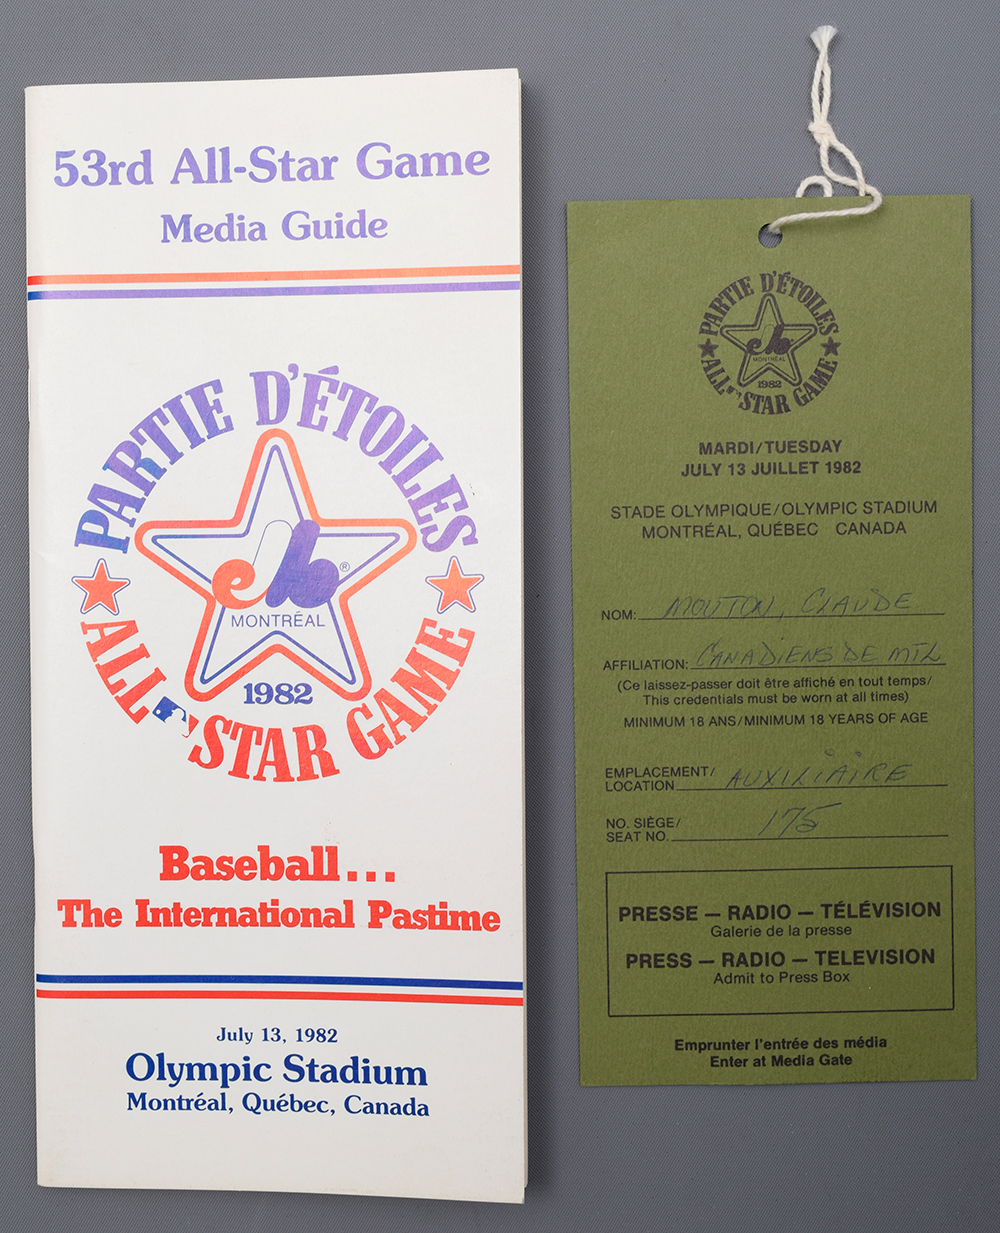 53rd All-Star Game
Media Guide
PARTIE D'ÉTOILES
®
MONTRÉAL
1982
ALL STAR GAME
Baseball...
The International Pastime
July 13, 1982
Olympic Stadium
Montréal, Québec, Canada
PARTIE D'ÉTOILES
MONTRÉAL
1982
ALL STAR GAME
MARDI/TUESDAY
JULY 13 JUILLET 1982
STADE OLYMPIQUE/OLYMPIC STADIUM
MONTRÉAL, QUÉBEC CANADA
NOM: MOUTON, CLAUDE
AFFILIATION: CANADIENS DE MTL
(Ce laissez-passer doit être affiché en tout temps/
This credentials must be worn at all times)
MINIMUM 18 ANS/MINIMUM 18 YEARS OF AGE
EMPLACEMENT/
LOCATION AUXILIAIRE
NO. SIÈGE/
SEAT NO. 175
PRESSE — RADIO — TÉLÉVISION
Galerie de la presse
PRESS — RADIO — TELEVISION
Admit to Press Box
Emprunter l'entrée des média
Enter at Media Gate